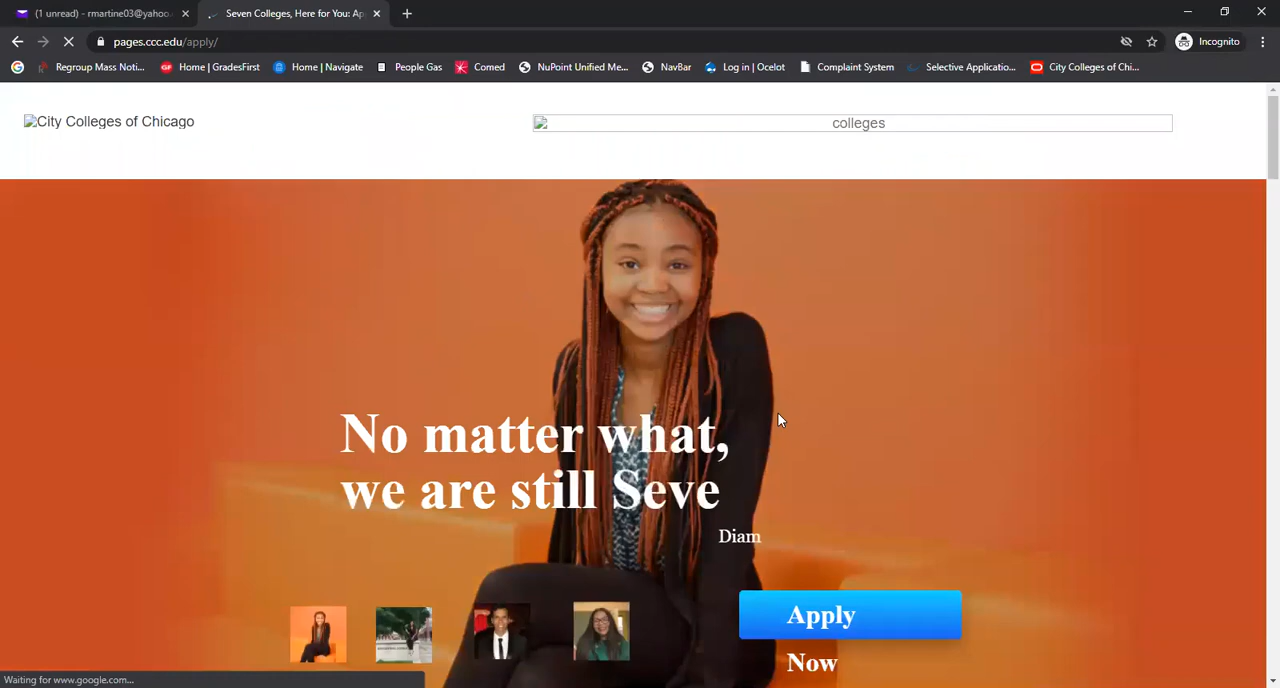 (1 unread) - rmartine03@yahoo.
Seven Colleges, Here for You: Ap
pages.ccc.edu/apply/
Incognito
Regroup Mass Noti...
Home | GradesFirst
Home | Navigate
People Gas
Comed
NuPoint Unified Me...
NavBar
Log in | Ocelot
Complaint System
Selective Applicatio...
City Colleges of Chi...
City Colleges of Chicago
colleges
No matter what,
we are still Seve
Diam
Apply
Now
Waiting for www.google.com...